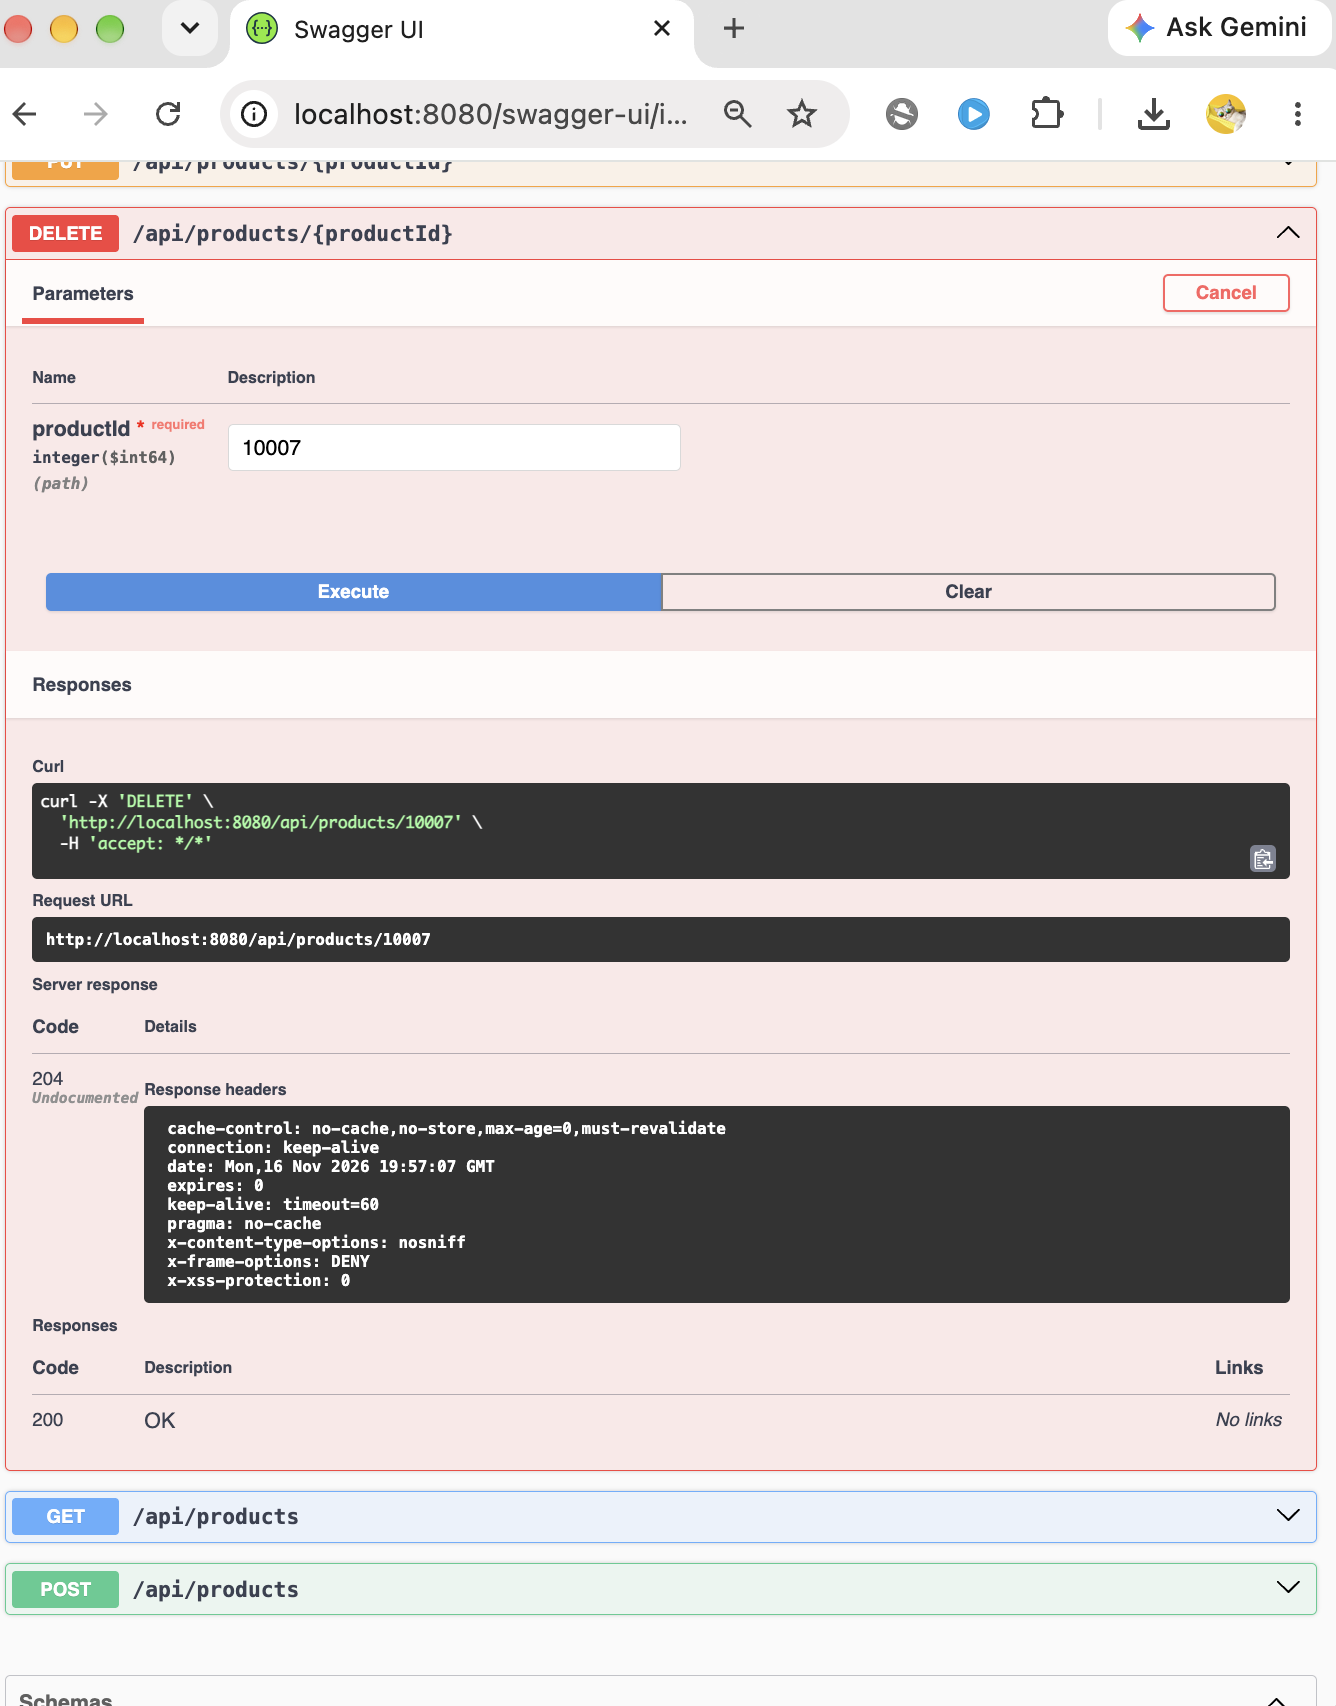 Swagger UI
Ask Gemini
localhost:8080/swagger-ui/i...
PUT /api/products/{productId}
DELETE /api/products/{productId}
Parameters
Cancel
Name Description
productId * required
integer($int64)
(path)
10007
Execute Clear
Responses
Curl
curl -X 'DELETE' \
'http://localhost:8080/api/products/10007' \
-H 'accept: */*'
Request URL
http://localhost:8080/api/products/10007
Server response
Code Details
204
Undocumented
Response headers
cache-control: no-cache,no-store,max-age=0,must-revalidate
connection: keep-alive
date: Mon,16 Nov 2026 19:57:07 GMT
expires: 0
keep-alive: timeout=60
pragma: no-cache
x-content-type-options: nosniff
x-frame-options: DENY
x-xss-protection: 0
Responses
Code Description Links
200 OK No links
GET /api/products
POST /api/products
Schemas